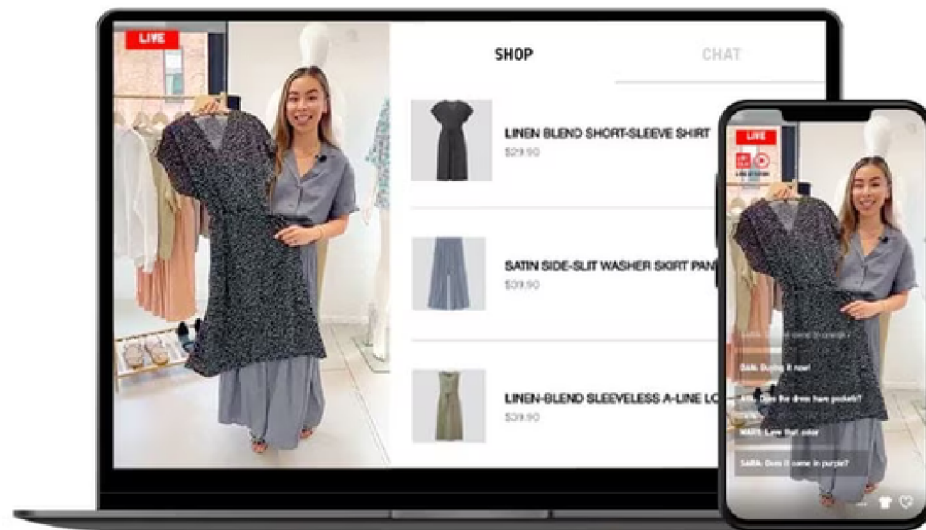 LIVE
SHOP
CHAT
LINEN BLEND SHORT-SLEEVE SHIRT
$29.90
SATIN SIDE-SLIT WASHER SKIRT PAN
$39.90
LINEN-BLEND SLEEVELESS A-LINE LO
$39.90
LIVE
Buying it now!
Does the dress have pockets?
Love that color
SARA: Does it come in purple?